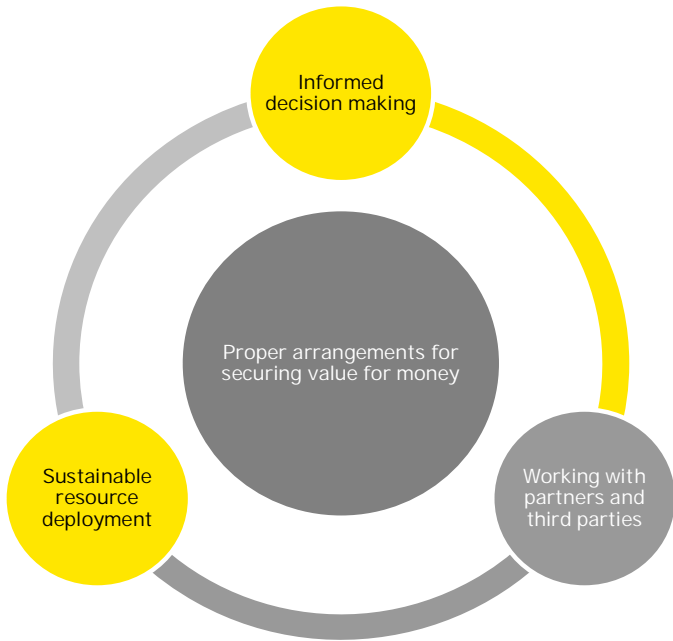 Informed
decision making
Proper arrangements for
securing value for money
Sustainable
resource
deployment
Working with
partners and
third parties